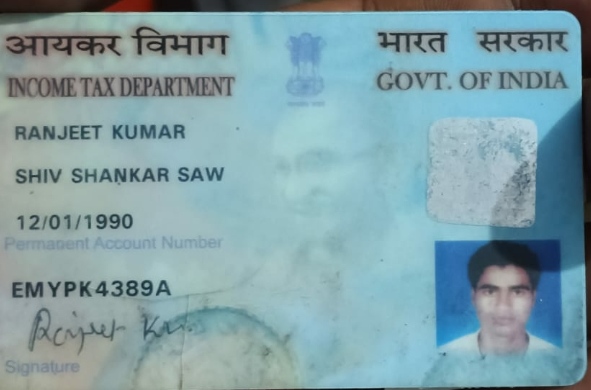 आयकर विभाग
भारत सरकार
INCOME TAX DEPARTMENT
GOVT. OF INDIA
RANJEET KUMAR
SHIV SHANKAR SAW
12/01/1990
Permanent Account Number
EMYPK4389A
Ranjeet
Signature